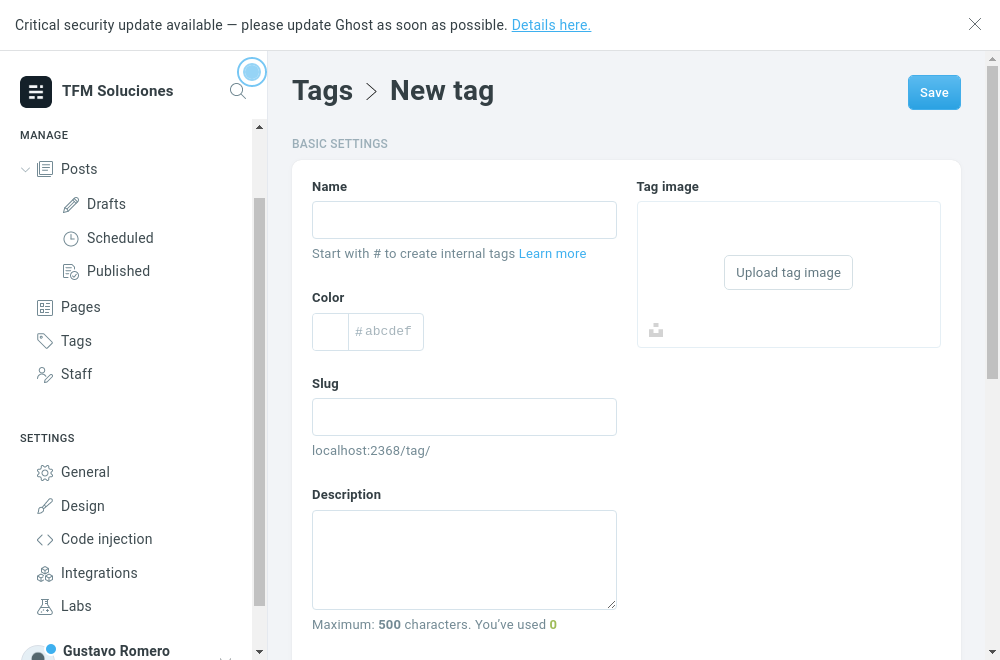 Critical security update available — please update Ghost as soon as possible. Details here.
TFM Soluciones
MANAGE
Posts
Drafts
Scheduled
Published
Pages
Tags
Staff
SETTINGS
General
Design
Code injection
Integrations
Labs
Gustavo Romero
Tags > New tag
Save
BASIC SETTINGS
Name
Start with # to create internal tags Learn more
Color
# abcdef
Slug
localhost:2368/tag/
Description
Maximum: 500 characters. You've used 0
Tag image
Upload tag image